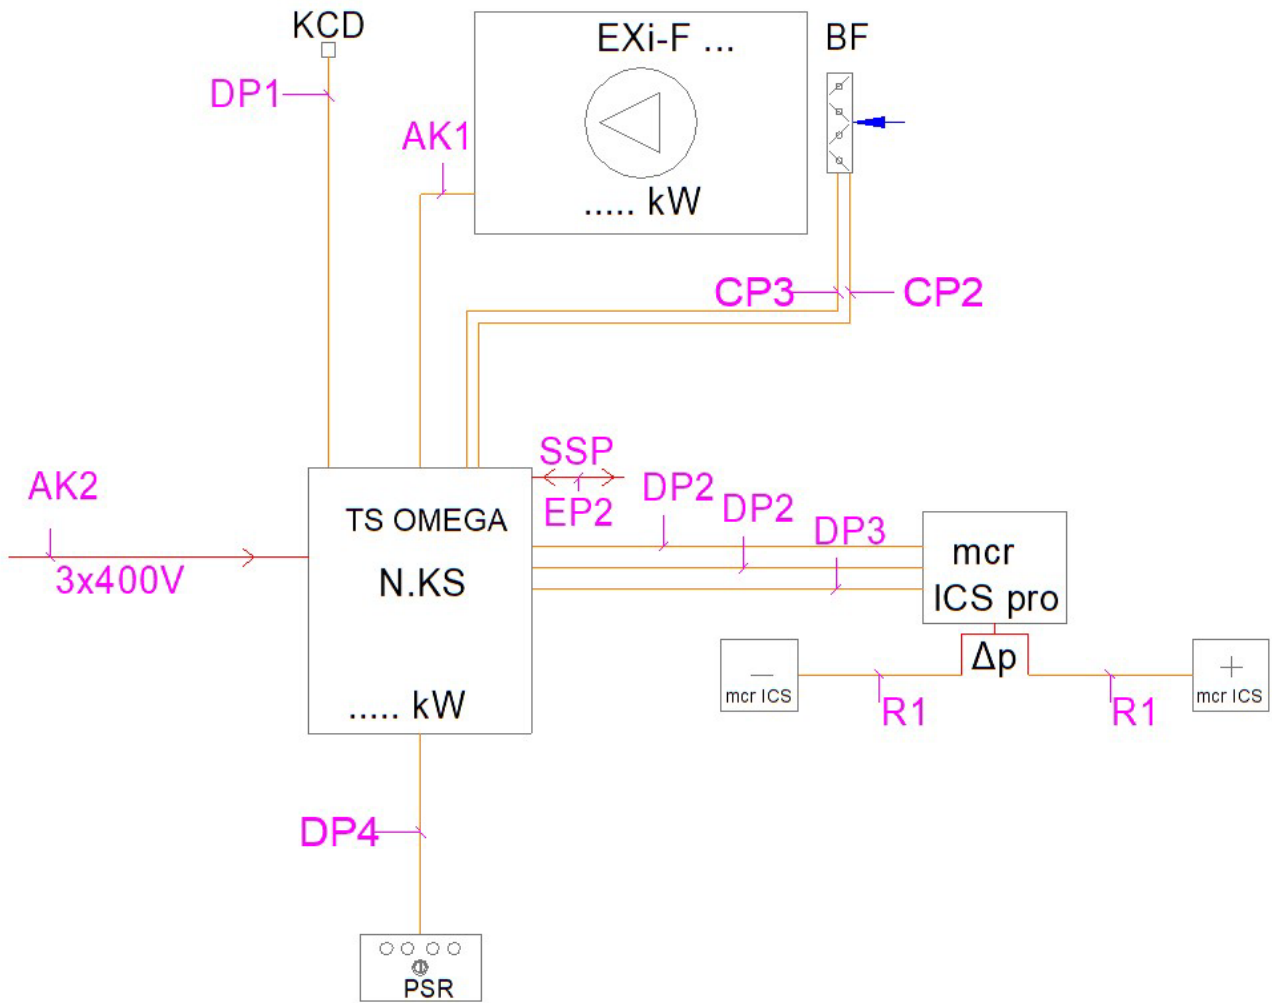 KCD
EXi-F ...
BF
DP1
AK1
..... kW
CP3
CP2
SSP
AK2
EP2
DP2
DP2
DP3
TS OMEGA
N.KS
3x400V
mcr
ICS pro
Δp
–
mcr ICS
+
mcr ICS
R1
R1
..... kW
DP4
PSR